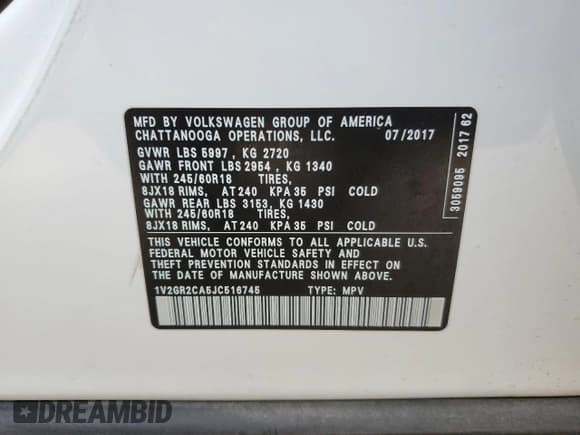 MFD BY VOLKSWAGEN GROUP OF AMERICA
CHATTANOOGA OPERATIONS, LLC. 07/2017
GVWR LBS 5997 , KG 2720
GAWR FRONT LBS 2954 , KG 1340
WITH 245/60R18 TIRES,
8JX18 RIMS, AT 240 KPA 35 PSI COLD
GAWR REAR LBS 3153, KG 1430
WITH 245/60R18 TIRES,
8JX18 RIMS, AT 240 KPA 35 PSI COLD
THIS VEHICLE CONFORMS TO ALL APPLICABLE U.S.
FEDERAL MOTOR VEHICLE SAFETY, BUMPER, AND
THEFT PREVENTION STANDARDS IN EFFECT ON
THE DATE OF MANUFACTURE SHOWN ABOVE.
1V2GR2CA5JC516745 TYPE: MPV
3059095 2017 62
DREAMBID